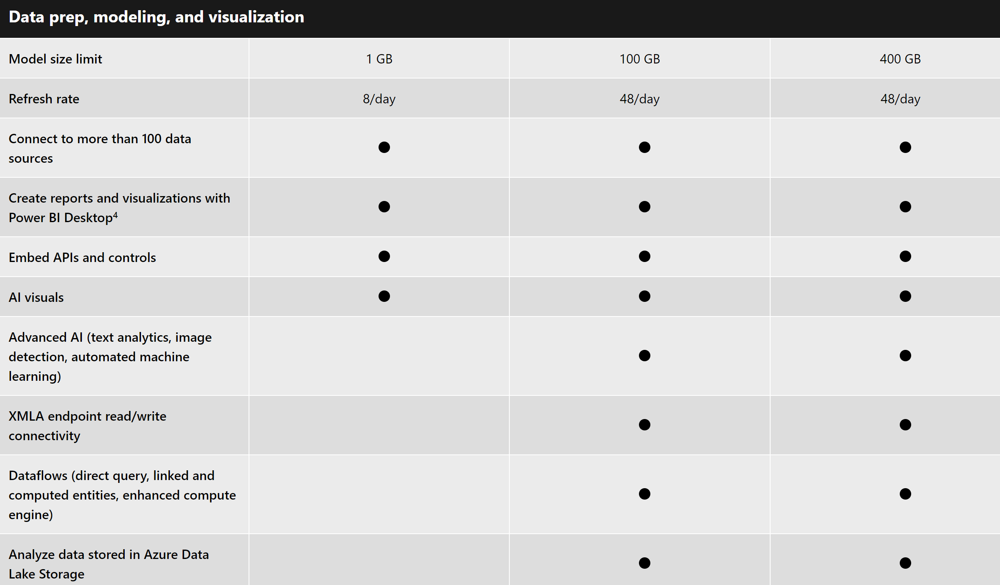 Data prep, modeling, and visualization
Model size limit 1 GB 100 GB 400 GB
Refresh rate 8/day 48/day 48/day
Connect to more than 100 data
sources
● ● ●
Create reports and visualizations with
Power BI Desktop⁴
● ● ●
Embed APIs and controls ● ● ●
AI visuals ● ● ●
Advanced AI (text analytics, image
detection, automated machine
learning)
● ●
XMLA endpoint read/write
connectivity
● ●
Dataflows (direct query, linked and
computed entities, enhanced compute
engine)
● ●
Analyze data stored in Azure Data
Lake Storage
● ●